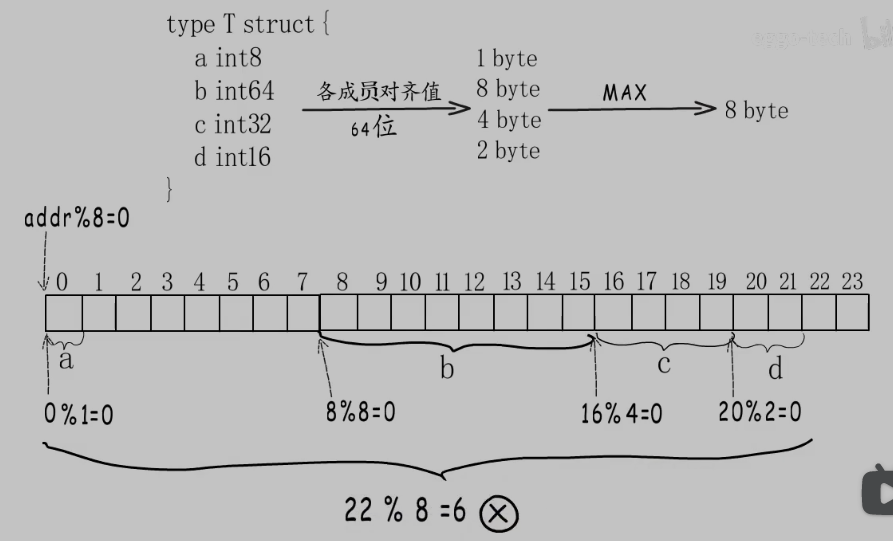 type T struct {
a int8
b int64
c int32
d int16
}
各成员对齐值
64位
1 byte
8 byte
4 byte
2 byte
MAX
8 byte
addr%8=0
0 1 2 3 4 5 6 7 8 9 10 11 12 13 14 15 16 17 18 19 20 21 22 23
a
b
c
d
0%1=0
8%8=0
16%4=0
20%2=0
22 % 8 =6